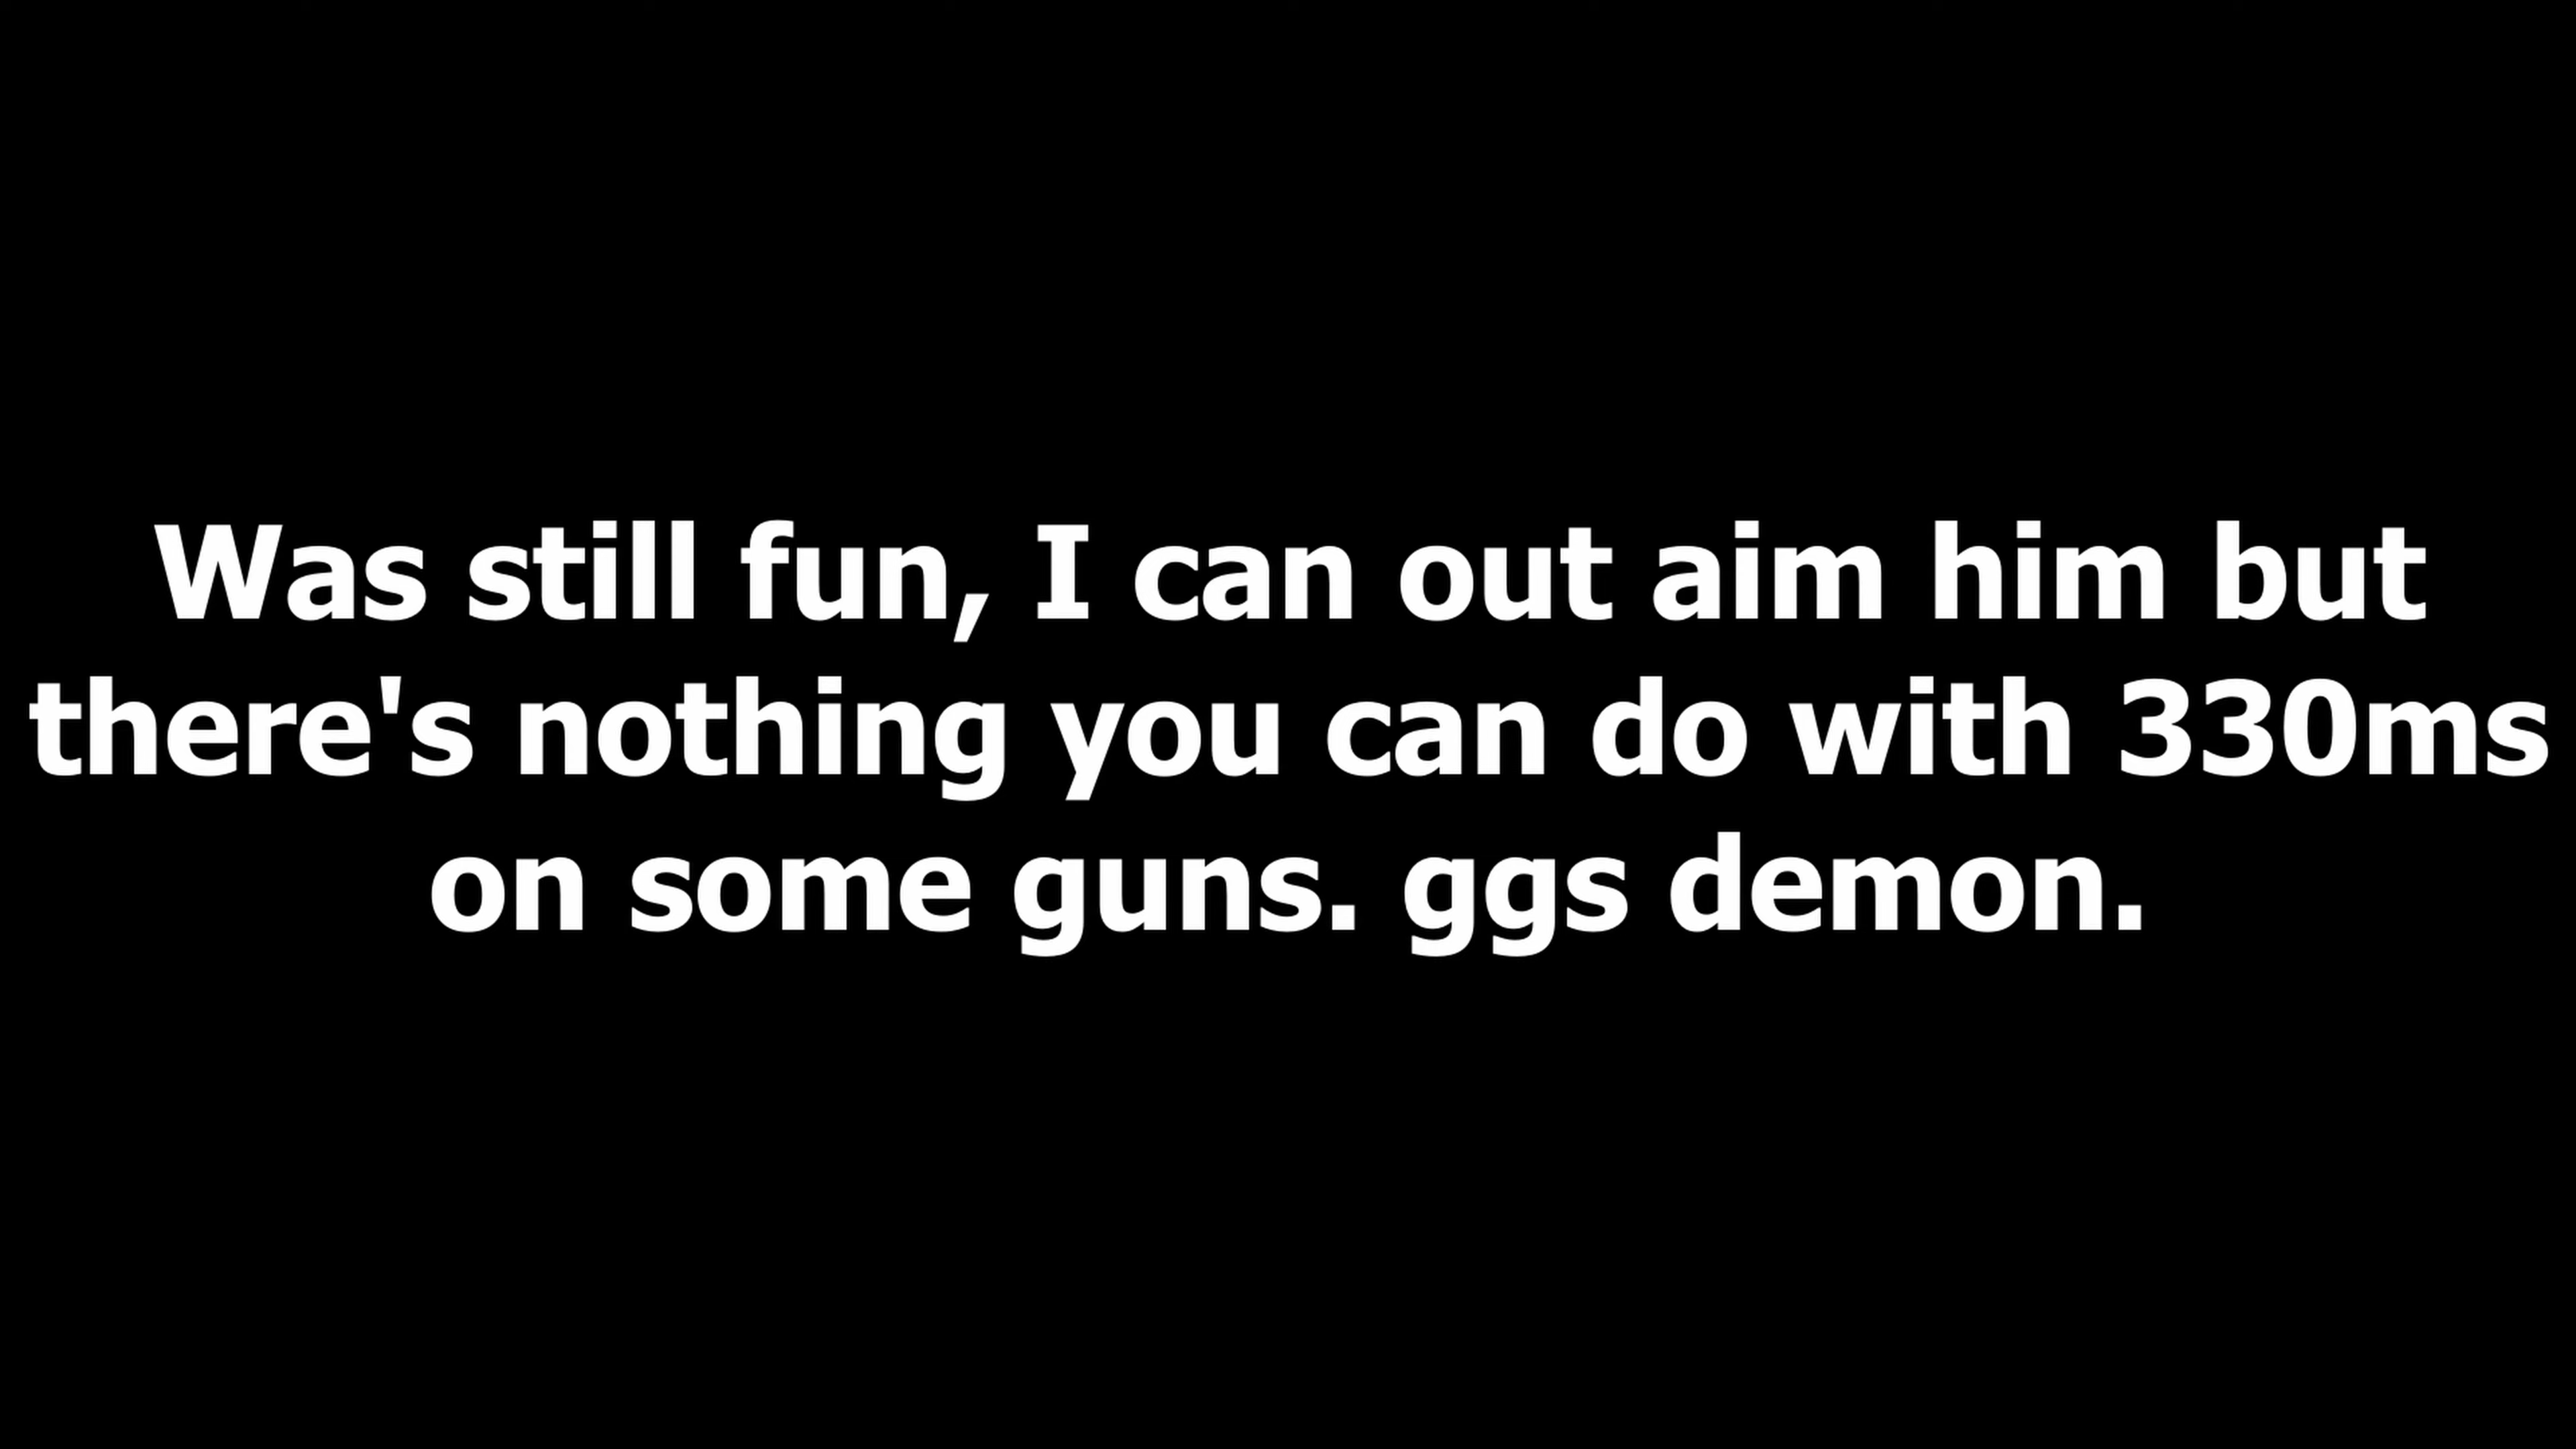 Was still fun, I can out aim him but
there's nothing you can do with 330ms
on some guns. ggs demon.